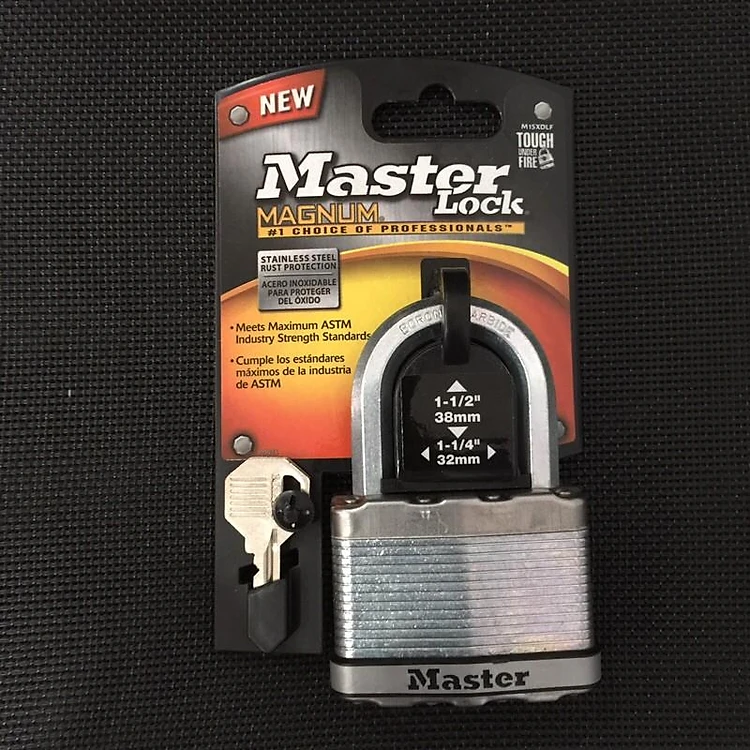 NEW
M15XDLF
TOUGH
UNDER
FIRE
Master
Lock
MAGNUM®
#1 CHOICE OF PROFESSIONALS™
STAINLESS STEEL
RUST PROTECTION
ACERO INOXIDABLE
PARA PROTEGER
DEL ÓXIDO
• Meets Maximum ASTM
Industry Strength Standards
• Cumple los estándares
máximos de la industria
de ASTM
BORON CARBIDE
1-1/2"
38mm
1-1/4"
32mm
Master